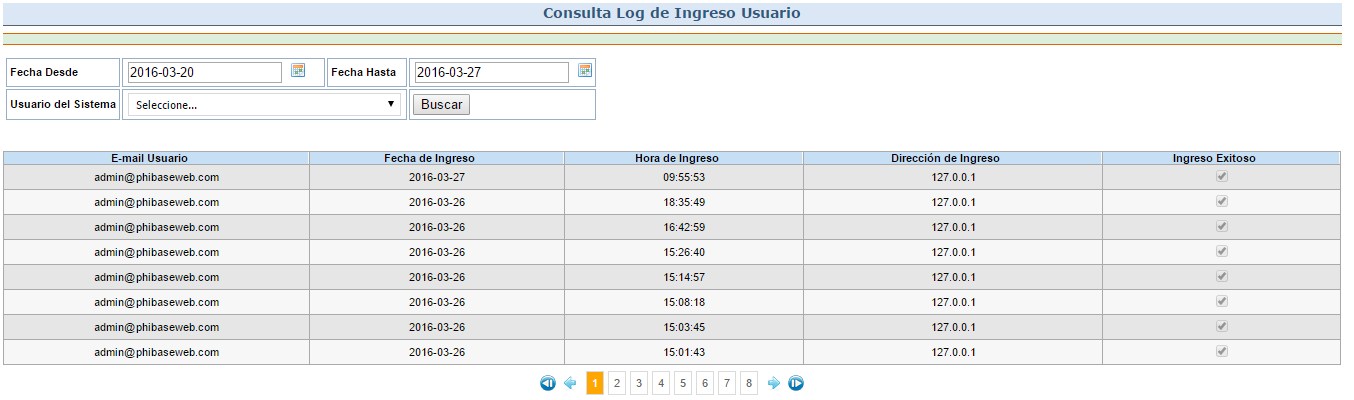 Consulta Log de Ingreso Usuario
Fecha Desde 2016-03-20 Fecha Hasta 2016-03-27
Usuario del Sistema Seleccione... Buscar
E-mail Usuario Fecha de Ingreso Hora de Ingreso Dirección de Ingreso Ingreso Exitoso
admin@phibaseweb.com 2016-03-27 09:55:53 127.0.0.1
admin@phibaseweb.com 2016-03-26 18:35:49 127.0.0.1
admin@phibaseweb.com 2016-03-26 16:42:59 127.0.0.1
admin@phibaseweb.com 2016-03-26 15:26:40 127.0.0.1
admin@phibaseweb.com 2016-03-26 15:14:57 127.0.0.1
admin@phibaseweb.com 2016-03-26 15:08:18 127.0.0.1
admin@phibaseweb.com 2016-03-26 15:03:45 127.0.0.1
admin@phibaseweb.com 2016-03-26 15:01:43 127.0.0.1
1 2 3 4 5 6 7 8